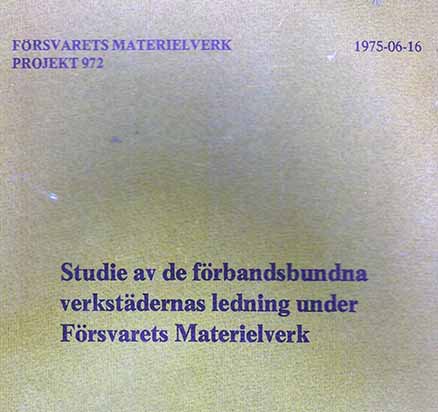 FÖRSVARETS MATERIELVERK 1975-06-16
PROJEKT 972
Studie av de förbandsbundna
verkstädernas ledning under
Försvarets Materielverk